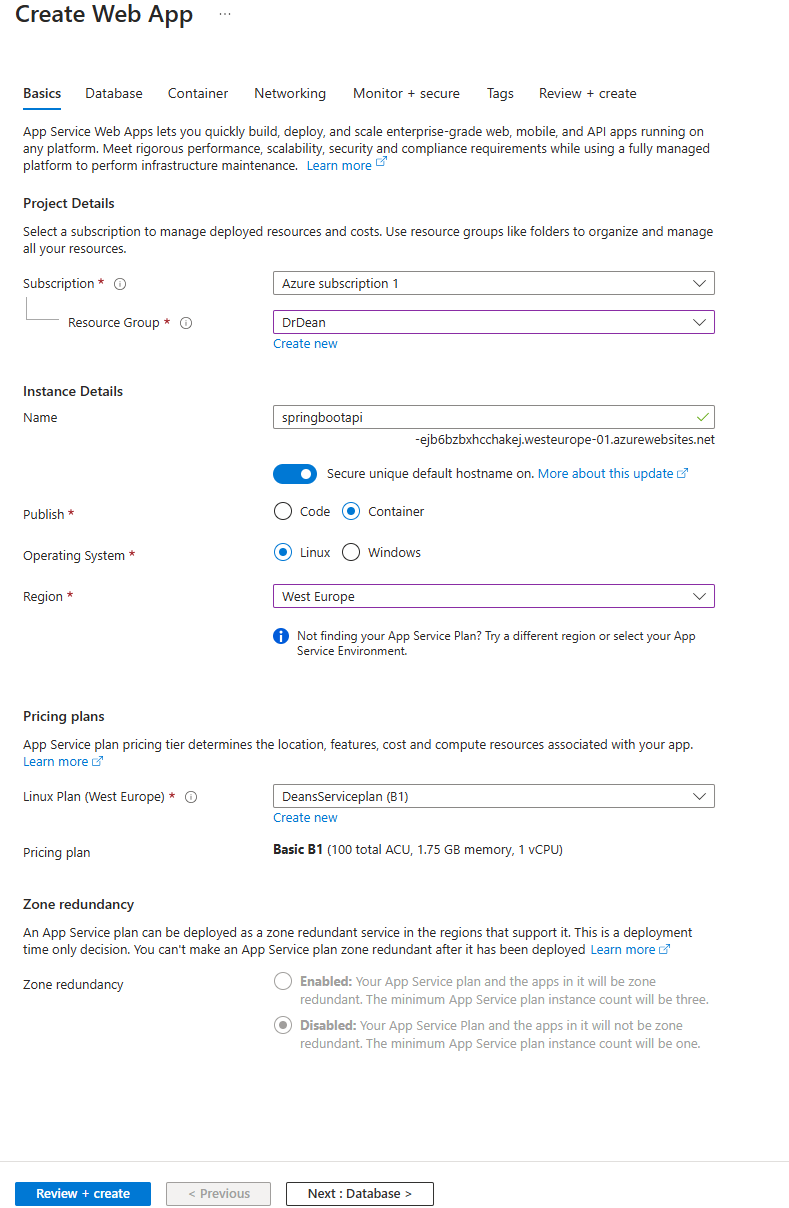 Create Web App ...
Basics Database Container Networking Monitor + secure Tags Review + create
App Service Web Apps lets you quickly build, deploy, and scale enterprise-grade web, mobile, and API apps running on
any platform. Meet rigorous performance, scalability, security and compliance requirements while using a fully managed
platform to perform infrastructure maintenance. Learn more
Project Details
Select a subscription to manage deployed resources and costs. Use resource groups like folders to organize and manage
all your resources.
Subscription * Azure subscription 1
Resource Group * DrDean
Create new
Instance Details
Name springbootapi
-ejb6bzbxhcchakej.westeurope-01.azurewebsites.net
Secure unique default hostname on. More about this update
Publish * Code Container
Operating System * Linux Windows
Region * West Europe
Not finding your App Service Plan? Try a different region or select your App
Service Environment.
Pricing plans
App Service plan pricing tier determines the location, features, cost and compute resources associated with your app.
Learn more
Linux Plan (West Europe) * DeansServiceplan (B1)
Create new
Pricing plan Basic B1 (100 total ACU, 1.75 GB memory, 1 vCPU)
Zone redundancy
An App Service plan can be deployed as a zone redundant service in the regions that support it. This is a deployment
time only decision. You can't make an App Service plan zone redundant after it has been deployed Learn more
Zone redundancy Enabled: Your App Service plan and the apps in it will be zone
redundant. The minimum App Service plan instance count will be three.
Disabled: Your App Service Plan and the apps in it will not be zone
redundant. The minimum App Service plan instance count will be one.
Review + create < Previous Next : Database >